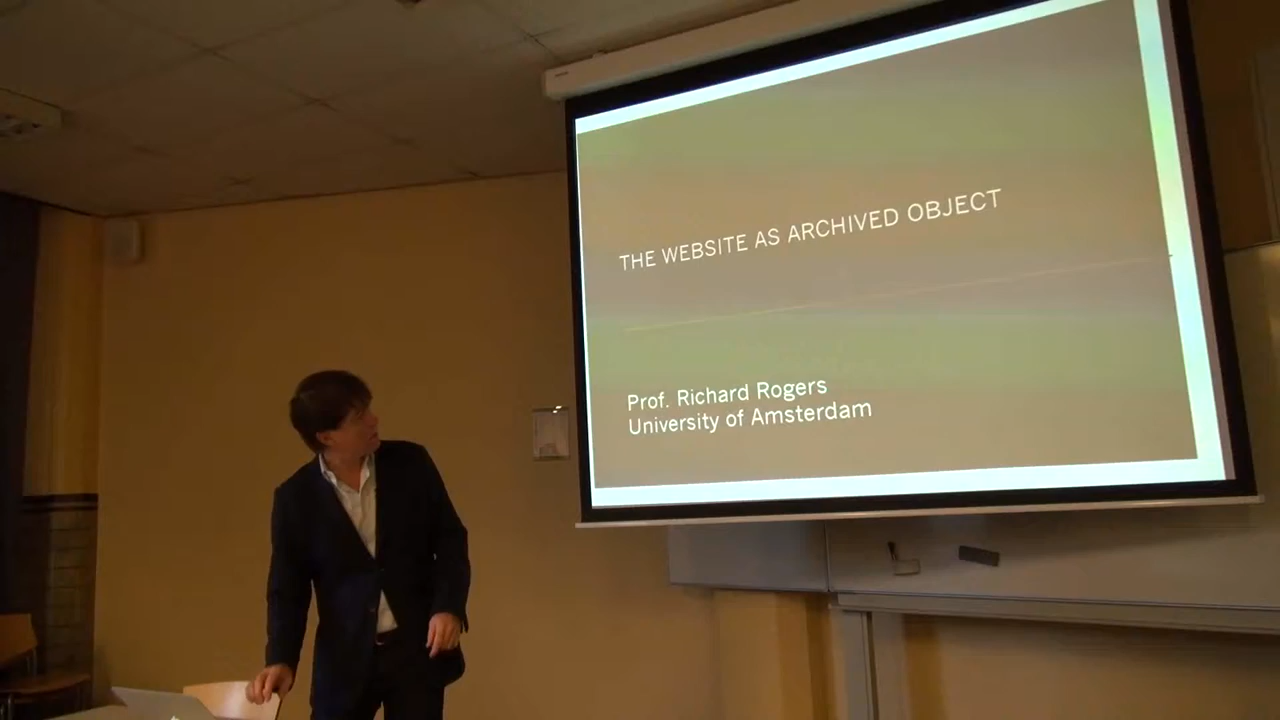 THE WEBSITE AS ARCHIVED OBJECT
Prof. Richard Rogers
University of Amsterdam